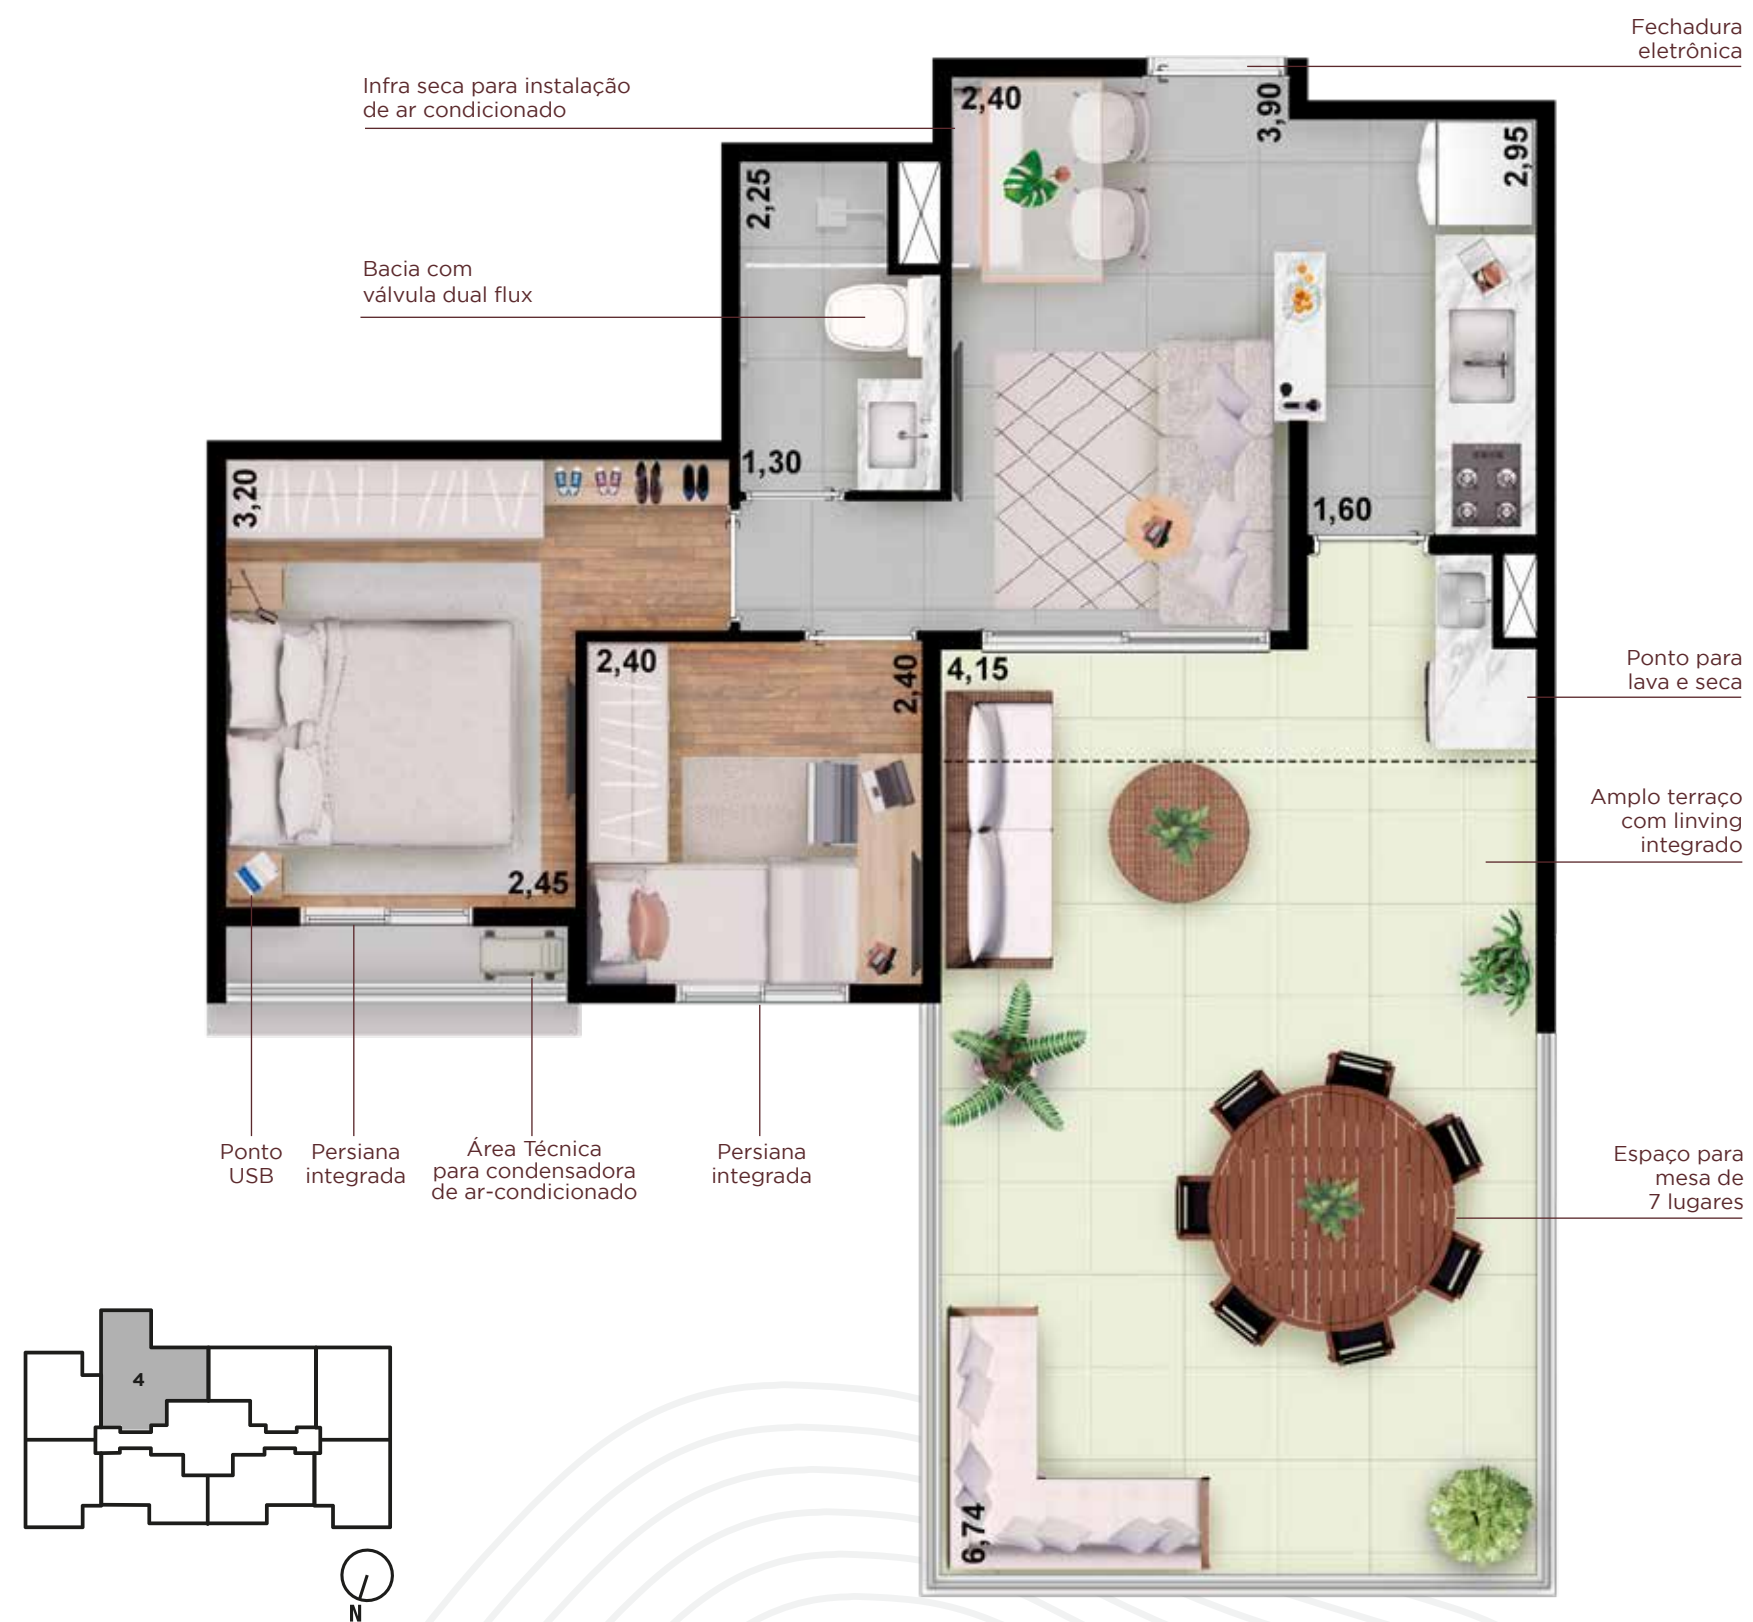 Fechadura
eletrônica
Infra seca para instalação
de ar condicionado
2,40
3,90
2,95
2,25
Bacia com
válvula dual flux
1,30
3,20
1,60
2,40
2,40
4,15
Ponto para
lava e seca
Amplo terraço
com linving
integrado
2,45
Ponto
USB
Persiana
integrada
Área Técnica
para condensadora
de ar-condicionado
Persiana
integrada
Espaço para
mesa de
7 lugares
4
6,74
N